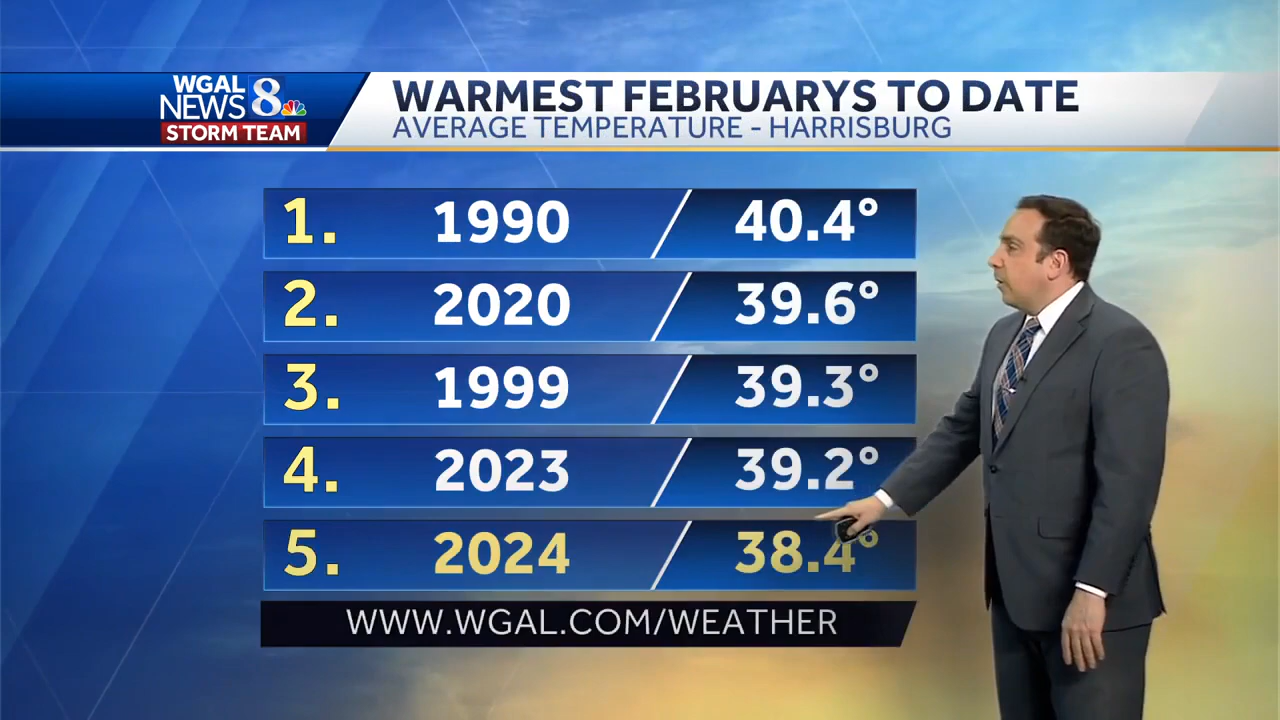 WGAL
NEWS 8
STORM TEAM
WARMEST FEBRUARYS TO DATE
AVERAGE TEMPERATURE - HARRISBURG
1. 1990 40.4°
2. 2020 39.6°
3. 1999 39.3°
4. 2023 39.2°
5. 2024 38.4°
WWW.WGAL.COM/WEATHER